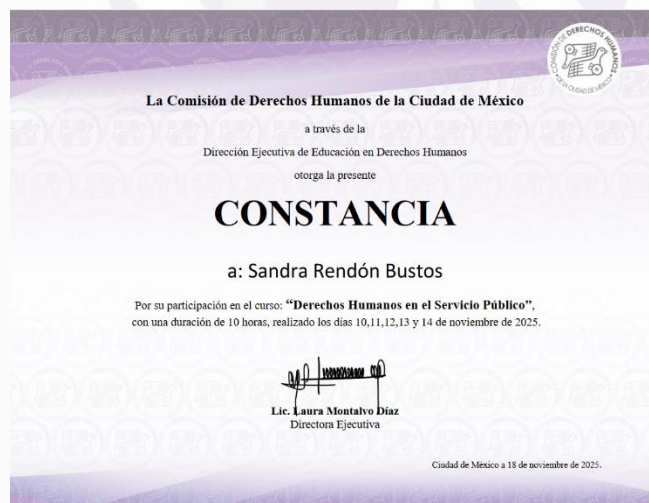 COMISIÓN DE DERECHOS HUMANOS
DE LA CIUDAD DE MÉXICO
La Comisión de Derechos Humanos de la Ciudad de México
a través de la
Dirección Ejecutiva de Educación en Derechos Humanos
otorga la presente
CONSTANCIA
a: Sandra Rendón Bustos
Por su participación en el curso: “Derechos Humanos en el Servicio Público”,
con una duración de 10 horas, realizado los días 10,11,12,13 y 14 de noviembre de 2025.
Lic. Laura Montalvo Díaz
Directora Ejecutiva
Ciudad de México a 18 de noviembre de 2025.